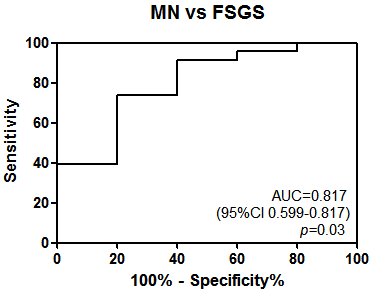 MN vs FSGS
Sensitivity
100
80
60
40
20
0
AUC=0.817
(95%CI 0.599-0.817)
p=0.03
0 20 40 60 80 100
100% - Specificity%